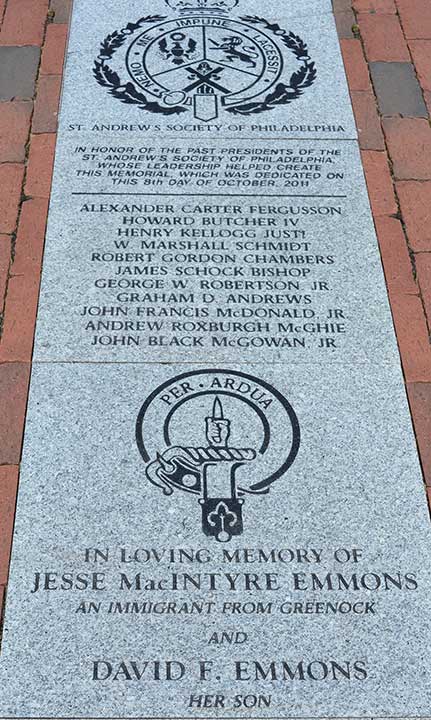 NEMO ME IMPUNE LACESSIT
ST. ANDREW'S SOCIETY OF PHILADELPHIA
IN HONOR OF THE PAST PRESIDENTS OF THE
ST. ANDREW'S SOCIETY OF PHILADELPHIA,
WHOSE LEADERSHIP HELPED CREATE
THIS MEMORIAL, WHICH WAS DEDICATED ON
THIS 8th DAY OF OCTOBER, 2011
ALEXANDER CARTER FERGUSSON
HOWARD BUTCHER IV
HENRY KELLOGG JUSTI
W. MARSHALL SCHMIDT
ROBERT GORDON CHAMBERS
JAMES SCHOCK BISHOP
GEORGE W. ROBERTSON, JR.
GRAHAM D. ANDREWS
JOHN FRANCIS McDONALD, JR.
ANDREW ROXBURGH McGHIE
JOHN BLACK McGOWAN, JR.
PER · ARDUA
IN LOVING MEMORY OF
JESSE MacINTYRE EMMONS
AN IMMIGRANT FROM GREENOCK
AND
DAVID F. EMMONS
HER SON